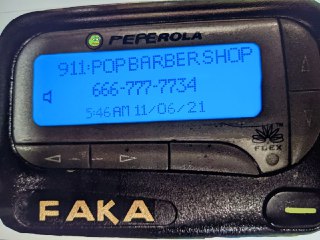 PEPEROLA
911:POPBARBERSHOP
666-777-7734
5:46AM 11/06/21
FLEX
FAKA